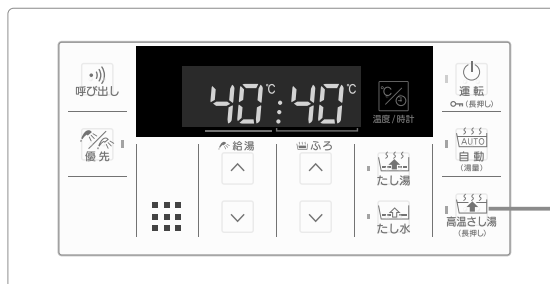 呼び出し
優先
40℃:40℃
℃/
温度/時計
給湯
ふろ
たし湯
たし水
運転
(長押し)
AUTO
自動
(湯量)
高温さし湯
(長押し)